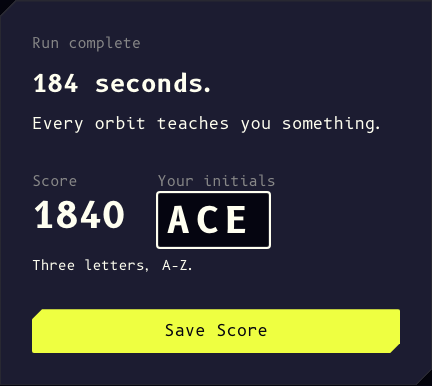 Run complete
184 seconds.
Every orbit teaches you something.
Score
Your initials
1840
ACE
Three letters, A-Z.
Save Score